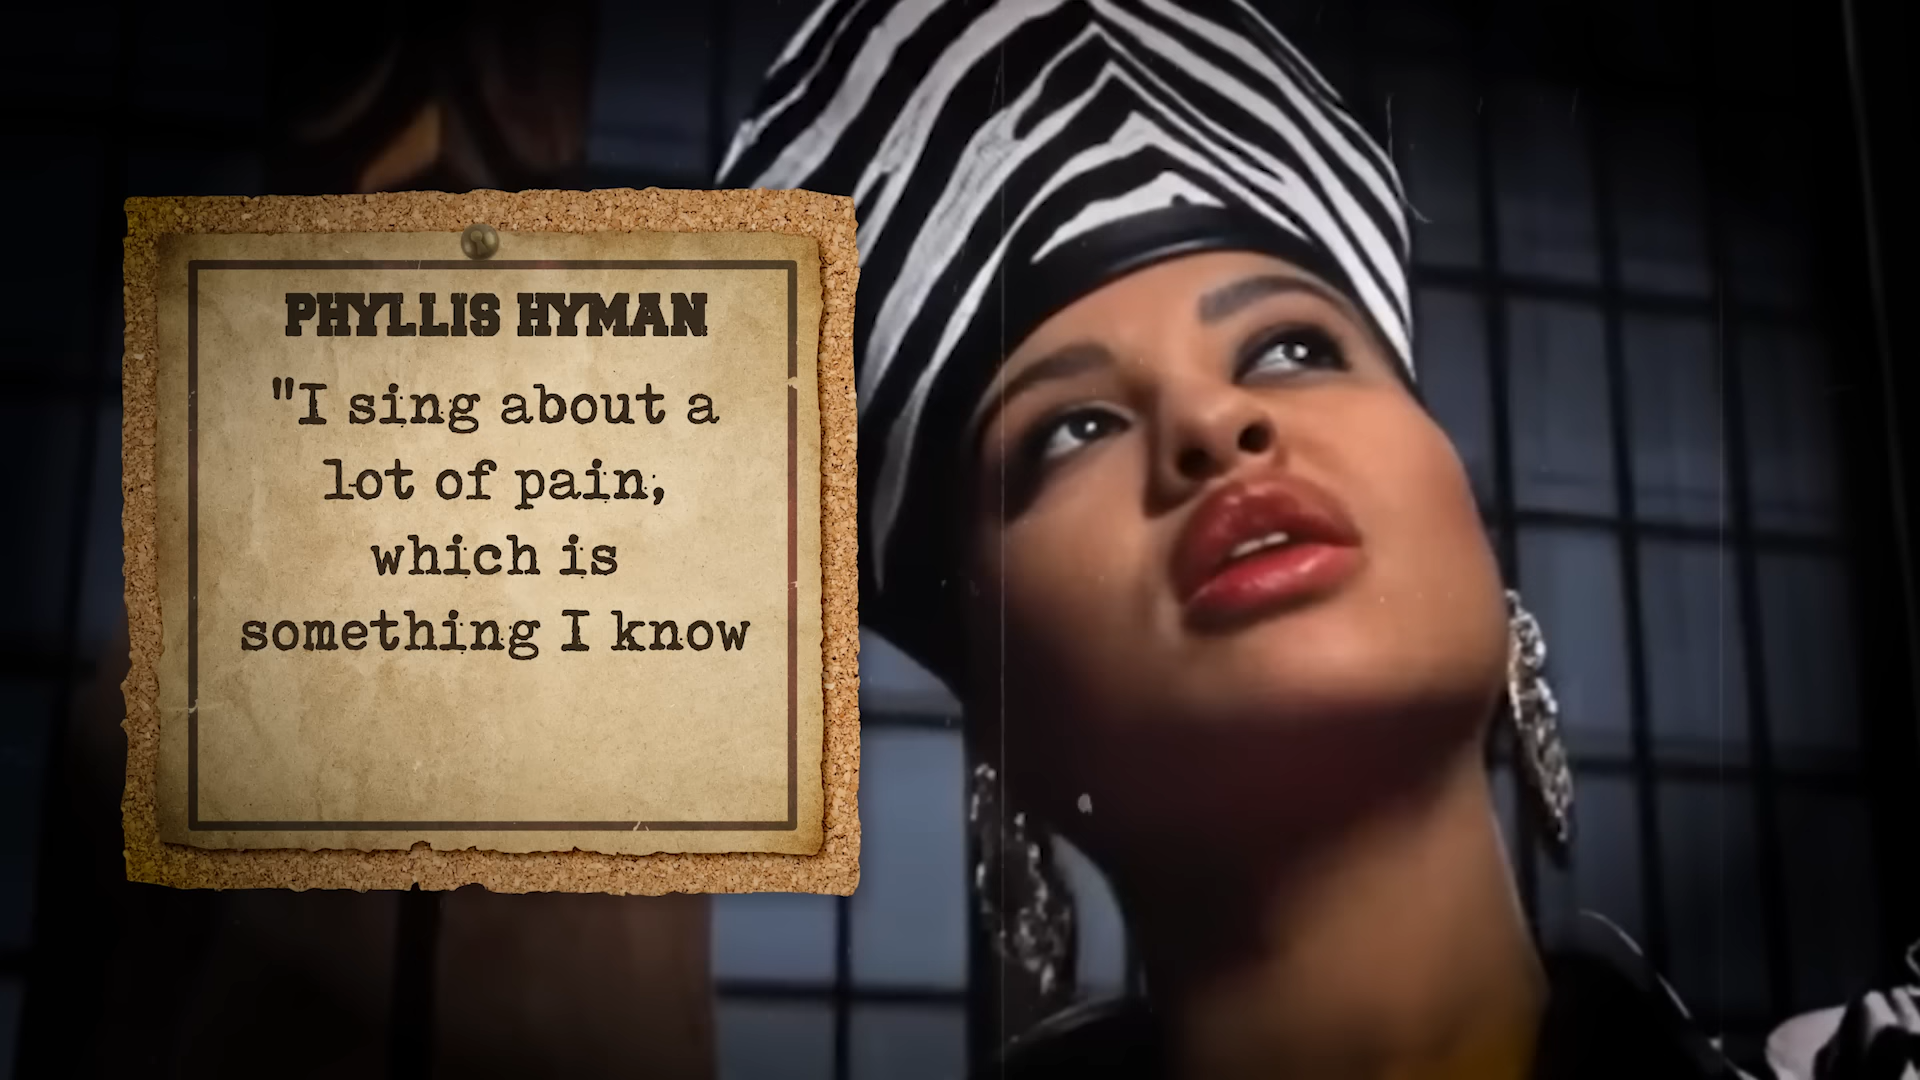 PHYLLIS HYMAN
"I sing about a
lot of pain,
which is
something I know